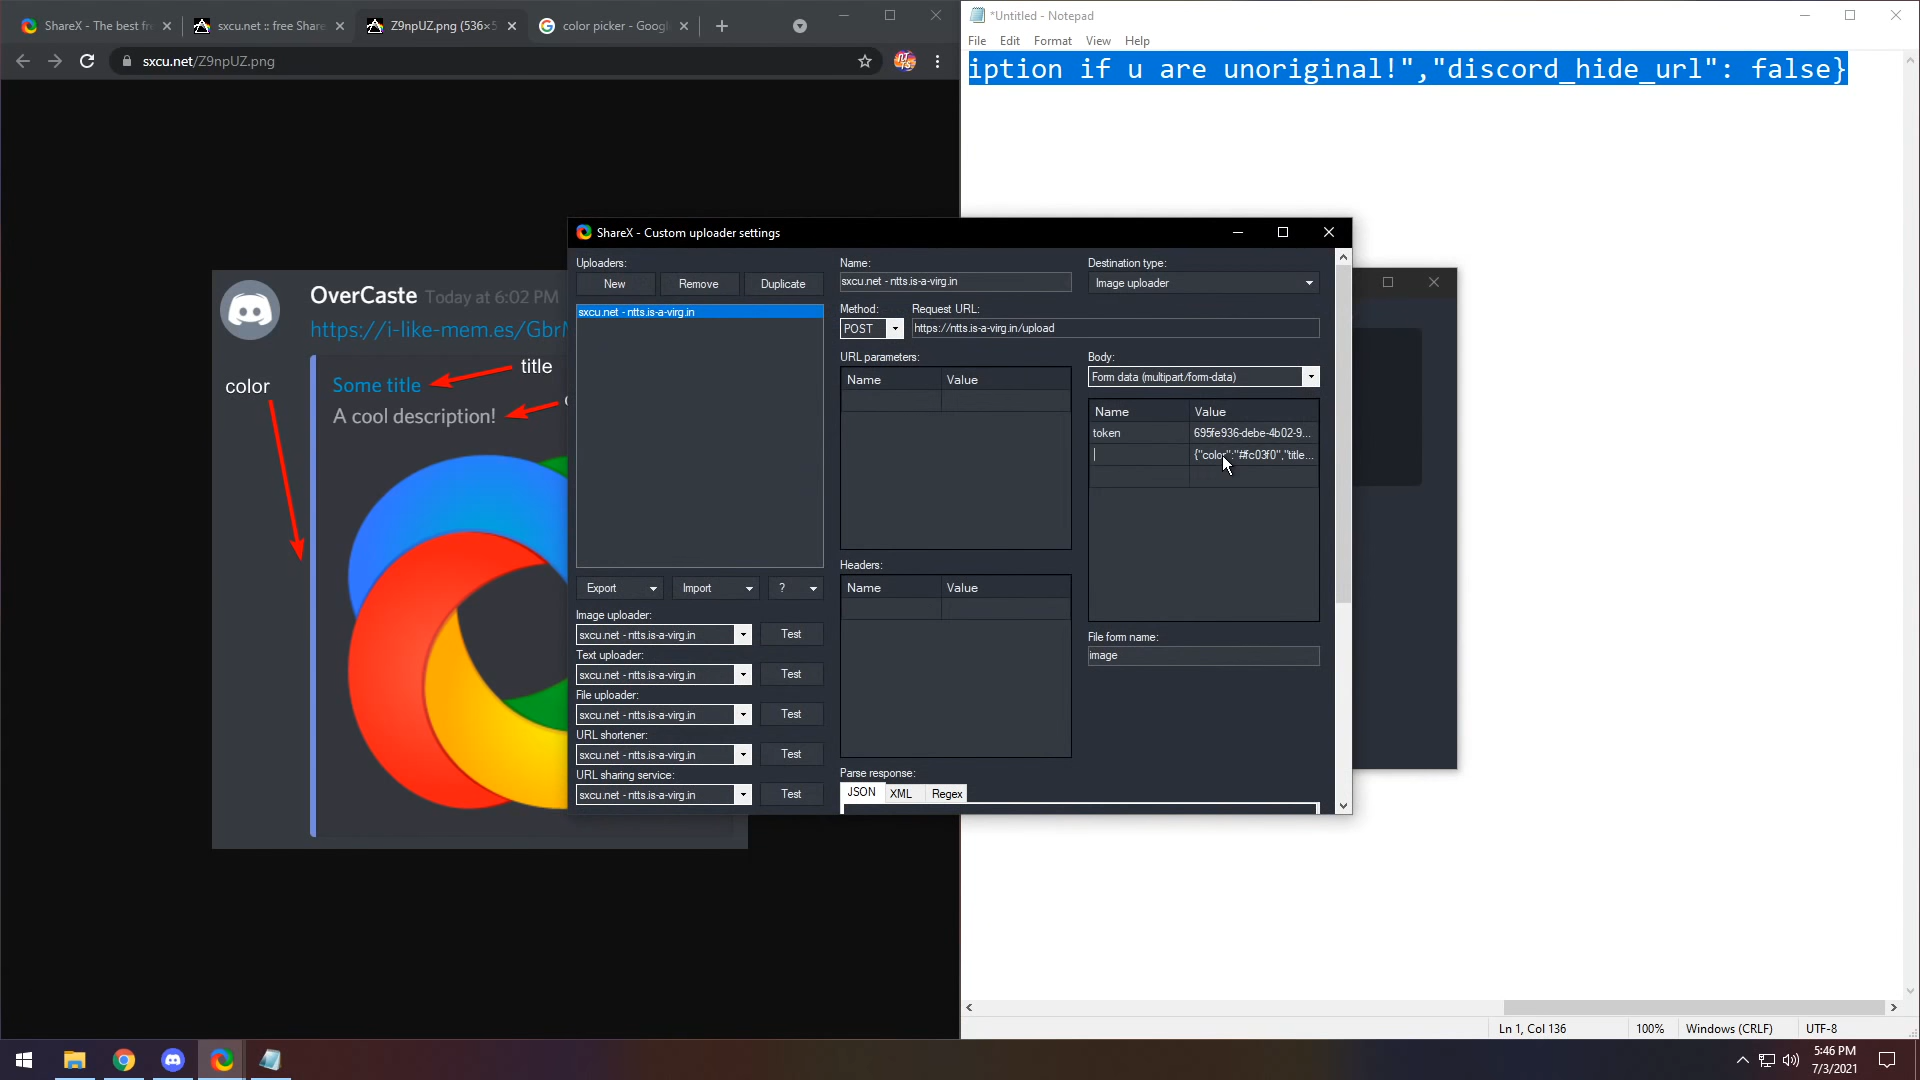 ShareX - The best fr
sxcu.net :: free Share
Z9npUZ.png (536×5
color picker - Goog
sxcu.net/Z9npUZ.png
*Untitled - Notepad
File Edit Format View Help
iption if u are unoriginal!","discord_hide_url": false}
OverCaste Today at 6:02 PM
https://i-like-mem.es/Gbr
title
color
Some title
A cool description!
ShareX - Custom uploader settings
Uploaders:
New Remove Duplicate
sxcu.net - ntts.is-a-virg.in
Export Import ?
Image uploader:
sxcu.net - ntts.is-a-virg.in Test
Text uploader:
sxcu.net - ntts.is-a-virg.in Test
File uploader:
sxcu.net - ntts.is-a-virg.in Test
URL shortener:
sxcu.net - ntts.is-a-virg.in Test
URL sharing service:
sxcu.net - ntts.is-a-virg.in Test
Name:
sxcu.net - ntts.is-a-virg.in
Destination type:
Image uploader
Method: Request URL:
POST https://ntts.is-a-virg.in/upload
URL parameters:
Name Value
Headers:
Name Value
Body:
Form data (multipart/form-data)
Name Value
token 695fe936-debe-4b02-9...
{"color":"#fc03f0","title...
File form name:
image
Parse response:
JSON XML Regex
Ln 1, Col 136 100% Windows (CRLF) UTF-8
5:46 PM
7/3/2021